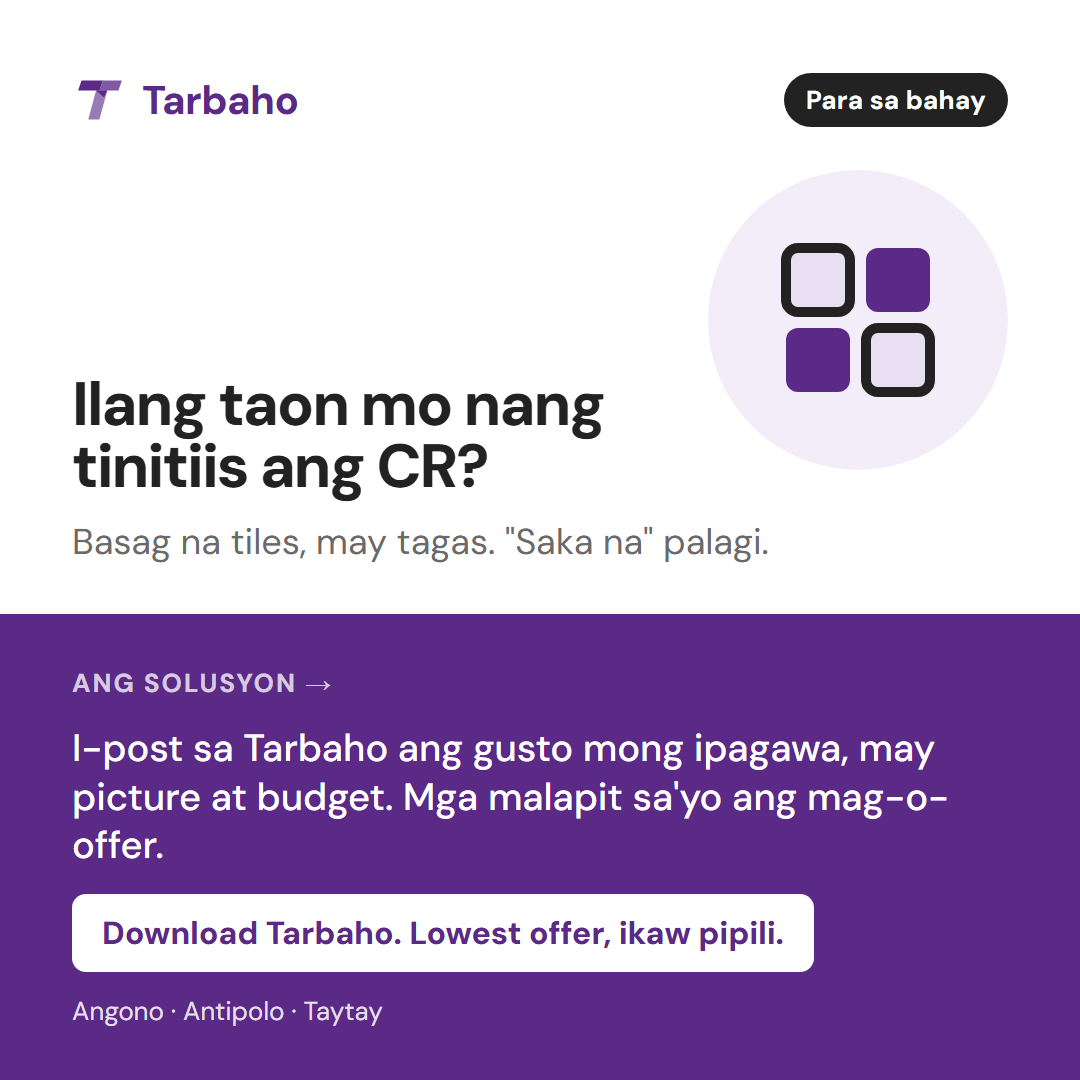 Tarbaho
Para sa bahay
Ilang taon mo nang
tinitiis ang CR?
Basag na tiles, may tagas. "Saka na" palagi.
ANG SOLUSYON →
I-post sa Tarbaho ang gusto mong ipagawa, may
picture at budget. Mga malapit sa'yo ang mag-o-
offer.
Download Tarbaho. Lowest offer, ikaw pipili.
Angono · Antipolo · Taytay